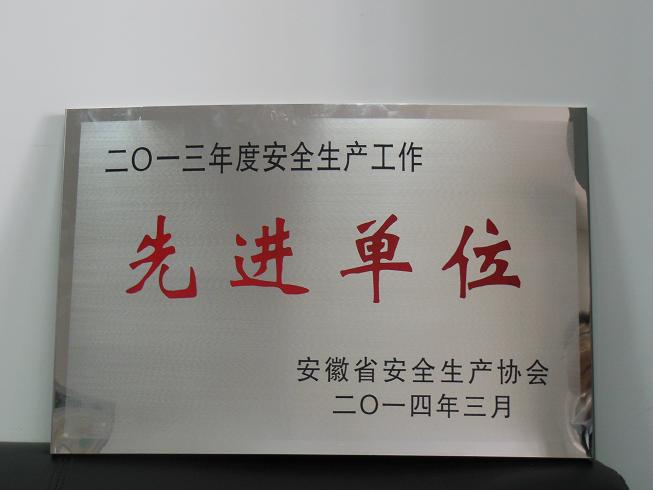 二〇一三年度安全生产工作
先进单位
安徽省安全生产协会
二〇一四年三月